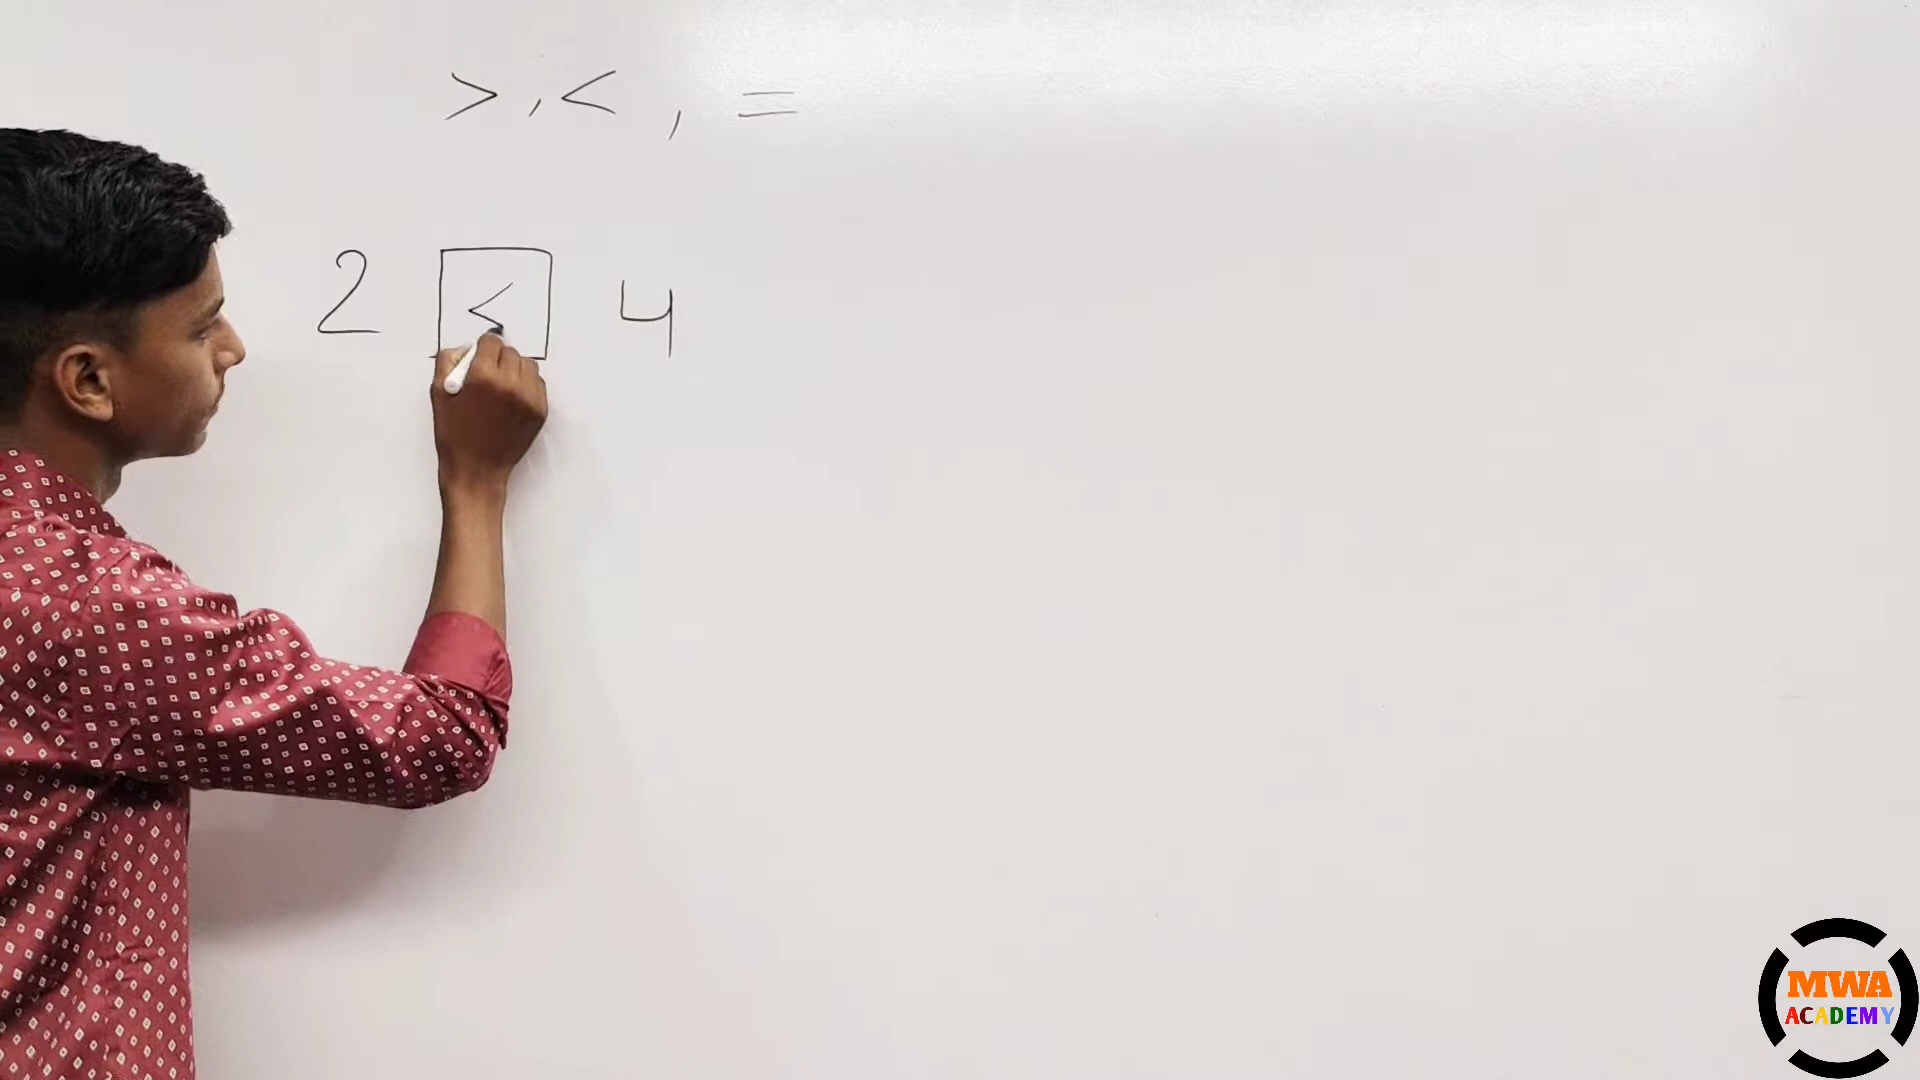 > , < , =
2 < 4
MWA
ACADEMY